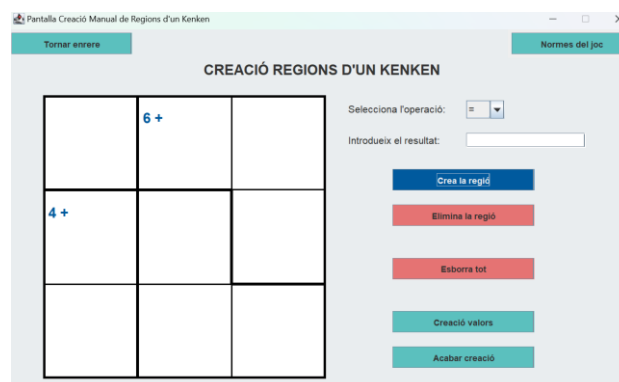 Pantalla Creació Manual de Regions d'un Kenken
Tornar enrere
Normes del joc
CREACIÓ REGIONS D'UN KENKEN
6 +
4 +
Selecciona l'operació: =
Introdueix el resultat:
Crea la regió
Elimina la regió
Esborra tot
Creació valors
Acabar creació